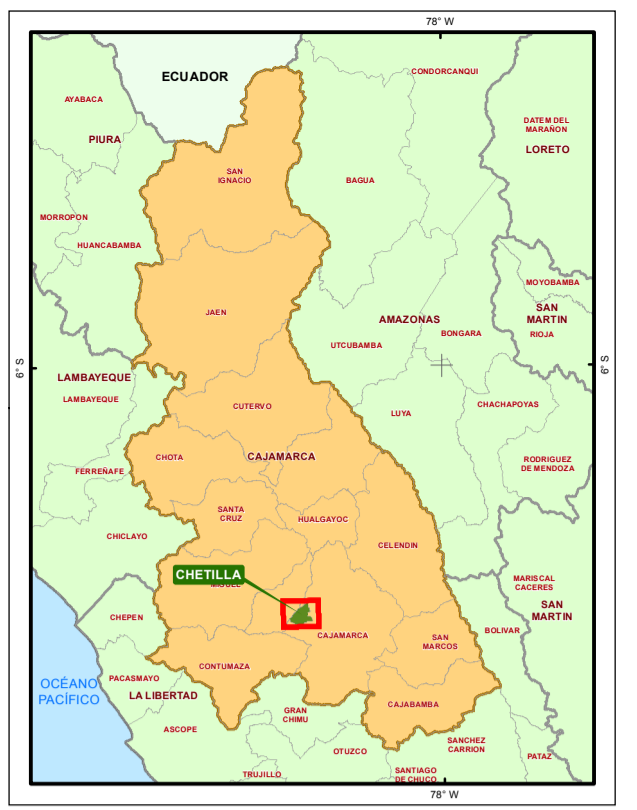 78° W
ECUADOR
CONDORCANQUI
AYABACA
PIURA
DATEM DEL
MARAÑON
LORETO
SAN
IGNACIO
BAGUA
MORROPON
HUANCABAMBA
MOYOBAMBA
SAN
MARTIN
RIOJA
JAEN
AMAZONAS
BONGARA
UTCUBAMBA
6° S
6° S
LAMBAYEQUE
LAMBAYEQUE
CUTERVO
LUYA
CHACHAPOYAS
CHOTA
CAJAMARCA
FERREÑAFE
RODRIGUEZ
DE MENDOZA
SANTA
CRUZ
HUALGAYOC
CHICLAYO
CELENDIN
CHETILLA
MIGUEL
MARISCAL
CACERES
SAN
MARTIN
CHEPEN
CAJAMARCA
SAN
MARCOS
BOLIVAR
CONTUMAZA
OCÉANO
PACÍFICO
PACASMAYO
LA LIBERTAD
CAJABAMBA
GRAN
CHIMU
ASCOPE
OTUZCO
SANCHEZ
CARRION
PATAZ
TRUJILLO
SANTIAGO
DE CHUCO
78° W